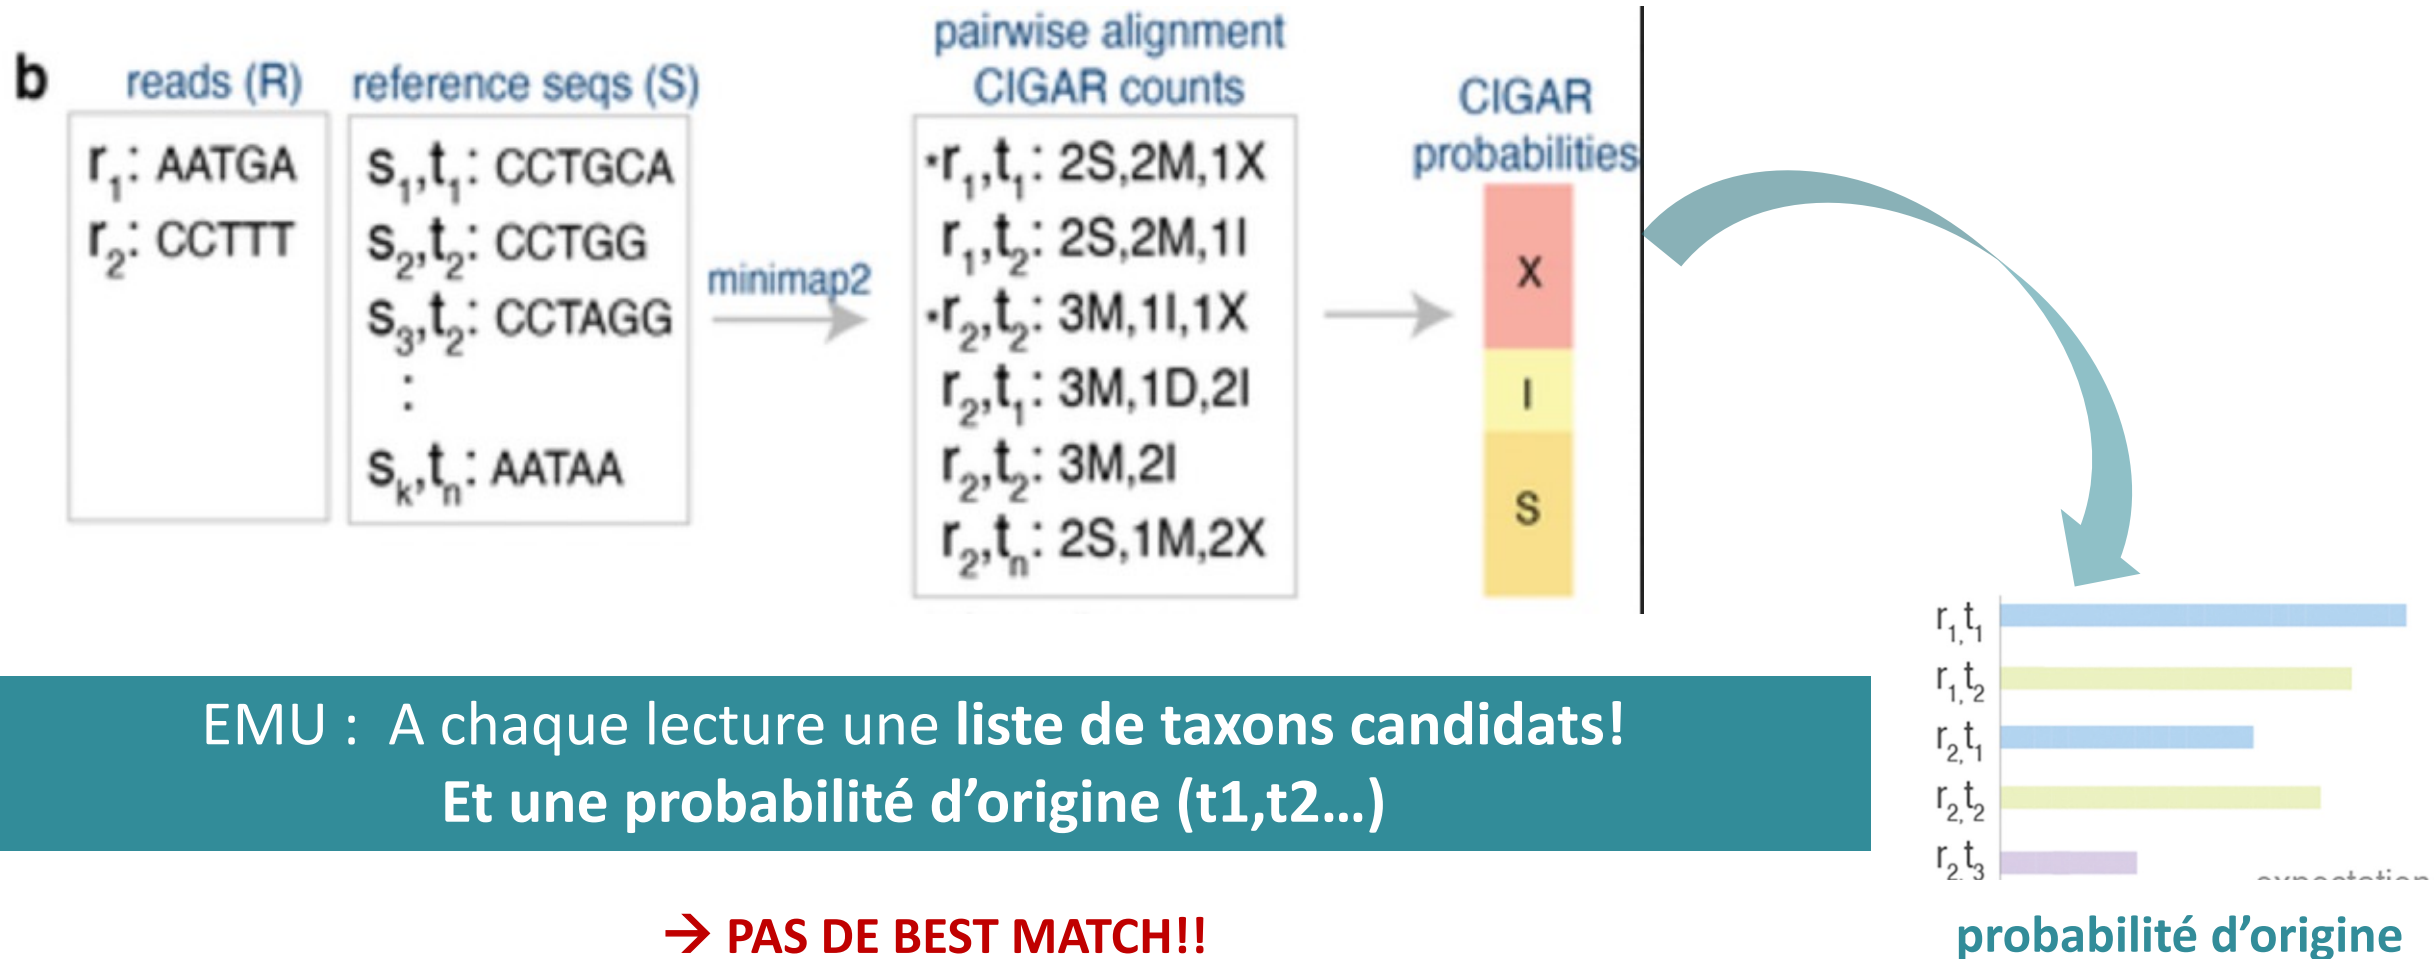 b
reads (R)
r1: AATGA
r2: CCTTT
reference seqs (S)
s1,t1: CCTGCA
s2,t2: CCTGG
s3,t2: CCTAGG
:
sk,tn: AATAA
minimap2
pairwise alignment
CIGAR counts
*r1,t1: 2S,2M,1X
r1,t2: 2S,2M,1I
*r2,t2: 3M,1I,1X
r2,t1: 3M,1D,2I
r2,t2: 3M,2I
r2,tn: 2S,1M,2X
CIGAR
probabilities
X
I
S
r1,t1
r1,t2
r2,t1
r2,t2
r2,t3
expectation
probabilité d’origine
EMU : A chaque lecture une liste de taxons candidats!
Et une probabilité d’origine (t1,t2...)
→ PAS DE BEST MATCH!!